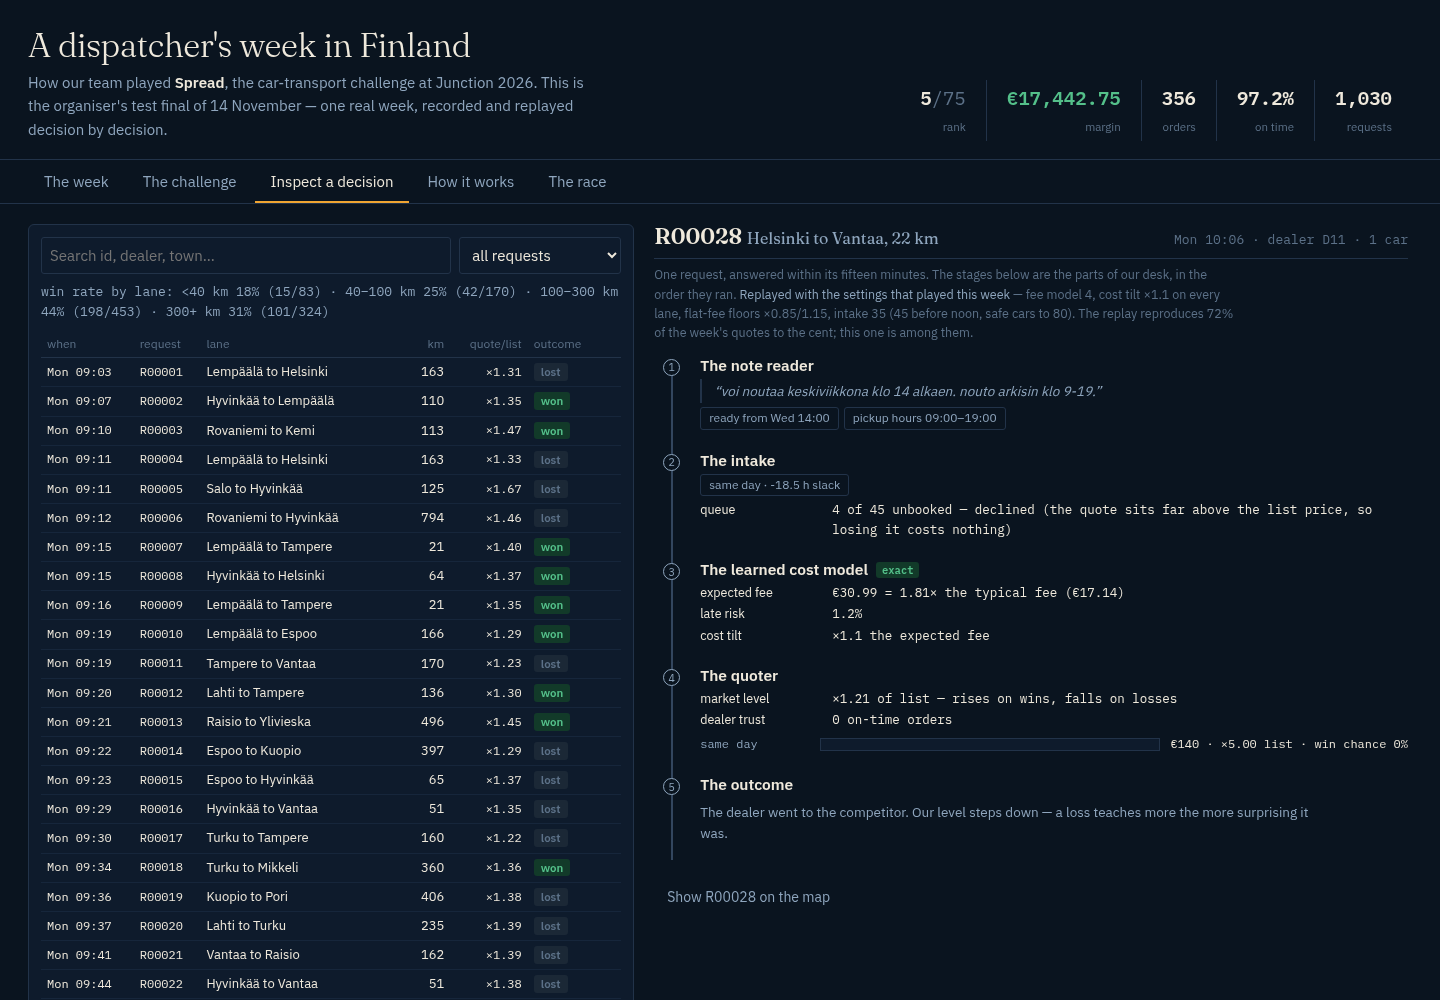 A dispatcher's week in Finland
How our team played Spread, the car-transport challenge at Junction 2026. This is
the organiser's test final of 14 November — one real week, recorded and replayed
decision by decision.
5/75
rank
€17,442.75
margin
356
orders
97.2%
on time
1,030
requests
The week The challenge Inspect a decision How it works The race
Search id, dealer, town... all requests
win rate by lane: <40 km 18% (15/83) · 40–100 km 25% (42/170) · 100–300 km
44% (198/453) · 300+ km 31% (101/324)
when request lane km quote/list outcome
Mon 09:03 R00001 Lempäälä to Helsinki 163 ×1.31 lost
Mon 09:07 R00002 Hyvinkää to Lempäälä 110 ×1.35 won
Mon 09:10 R00003 Rovaniemi to Kemi 113 ×1.47 won
Mon 09:11 R00004 Lempäälä to Helsinki 163 ×1.33 lost
Mon 09:11 R00005 Salo to Hyvinkää 125 ×1.67 lost
Mon 09:12 R00006 Rovaniemi to Hyvinkää 794 ×1.46 lost
Mon 09:15 R00007 Lempäälä to Tampere 21 ×1.40 won
Mon 09:15 R00008 Hyvinkää to Helsinki 64 ×1.37 won
Mon 09:16 R00009 Lempäälä to Tampere 21 ×1.35 won
Mon 09:19 R00010 Lempäälä to Espoo 166 ×1.29 won
Mon 09:19 R00011 Tampere to Vantaa 170 ×1.23 lost
Mon 09:20 R00012 Lahti to Tampere 136 ×1.30 won
Mon 09:21 R00013 Raisio to Ylivieska 496 ×1.45 won
Mon 09:22 R00014 Espoo to Kuopio 397 ×1.29 lost
Mon 09:23 R00015 Espoo to Hyvinkää 65 ×1.37 lost
Mon 09:29 R00016 Hyvinkää to Vantaa 51 ×1.35 lost
Mon 09:30 R00017 Turku to Tampere 160 ×1.22 lost
Mon 09:34 R00018 Turku to Mikkeli 360 ×1.36 won
Mon 09:36 R00019 Kuopio to Pori 406 ×1.38 lost
Mon 09:37 R00020 Lahti to Turku 235 ×1.39 lost
Mon 09:41 R00021 Vantaa to Raisio 162 ×1.39 lost
Mon 09:44 R00022 Hyvinkää to Vantaa 51 ×1.38 lost
R00028 Helsinki to Vantaa, 22 km Mon 10:06 · dealer D11 · 1 car
One request, answered within its fifteen minutes. The stages below are the parts of our desk, in the
order they ran. Replayed with the settings that played this week — fee model 4, cost tilt ×1.1 on every
lane, flat-fee floors ×0.85/1.15, intake 35 (45 before noon, safe cars to 80). The replay reproduces 72%
of the week's quotes to the cent; this one is among them.
1 The note reader
“voi noutaa keskiviikkona klo 14 alkaen. nouto arkisin klo 9-19.”
ready from Wed 14:00 pickup hours 09:00–19:00
2 The intake
same day · -18.5 h slack
queue 4 of 45 unbooked — declined (the quote sits far above the list price, so
losing it costs nothing)
3 The learned cost model exact
expected fee €30.99 = 1.81× the typical fee (€17.14)
late risk 1.2%
cost tilt ×1.1 the expected fee
4 The quoter
market level ×1.21 of list — rises on wins, falls on losses
dealer trust 0 on-time orders
same day €140 · ×5.00 list · win chance 0%
5 The outcome
The dealer went to the competitor. Our level steps down — a loss teaches more the more surprising it
was.
Show R00028 on the map